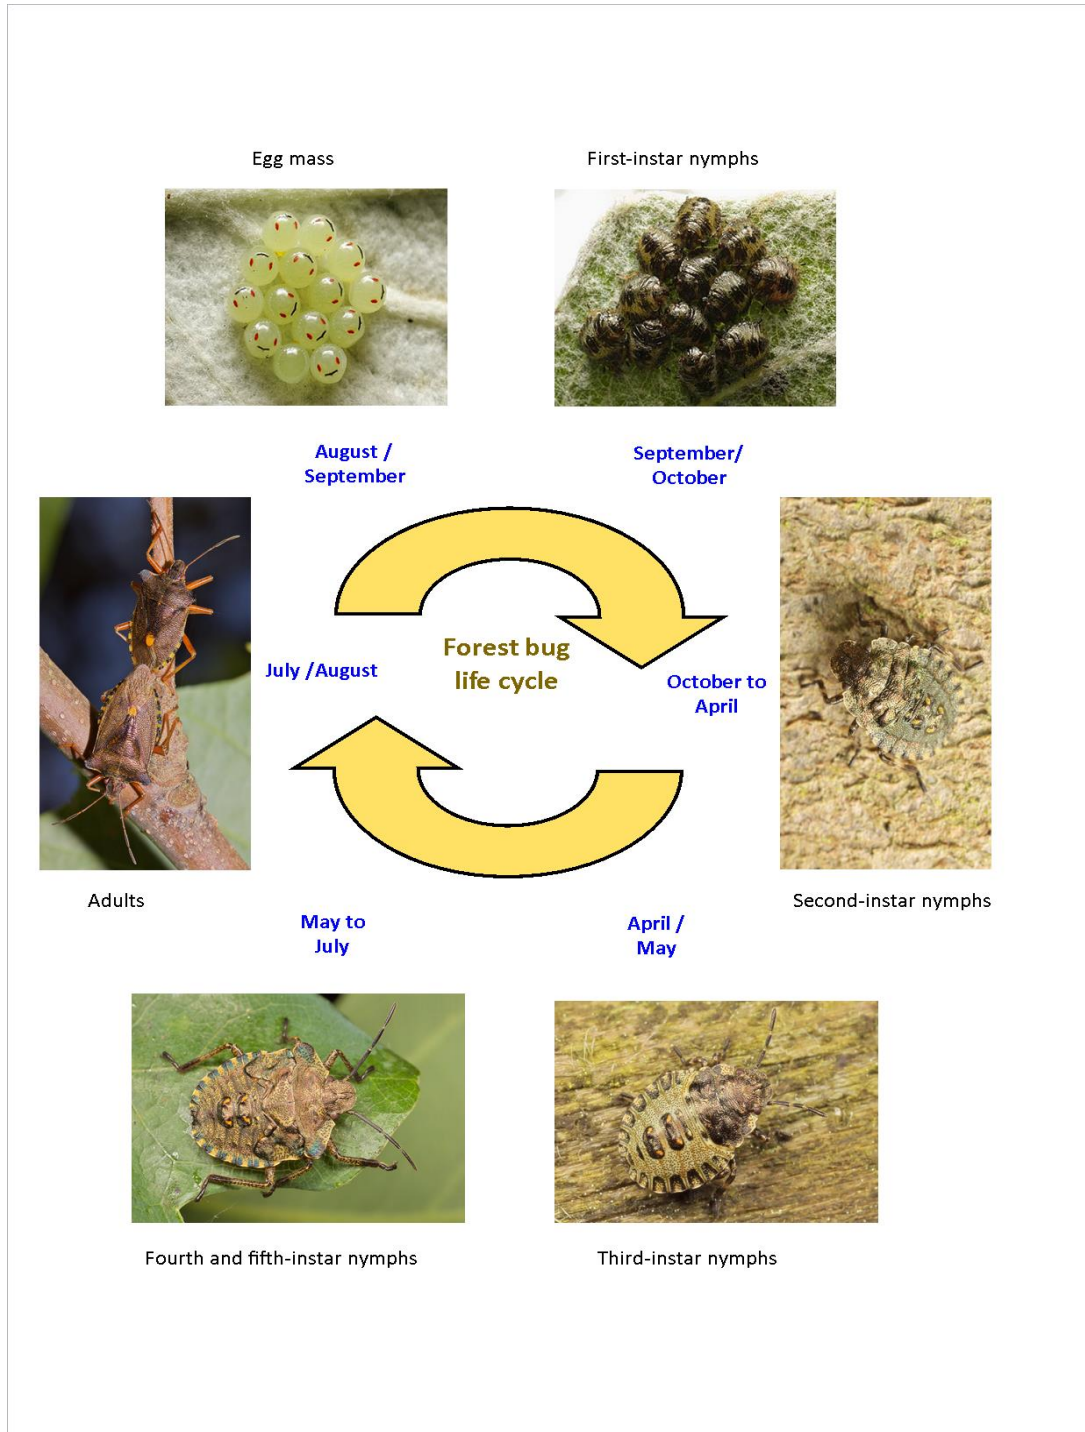 Egg mass
First-instar nymphs
August /
September
September/
October
July /August
Forest bug
life cycle
October to
April
Adults
Second-instar nymphs
May to
July
April /
May
Fourth and fifth-instar nymphs
Third-instar nymphs